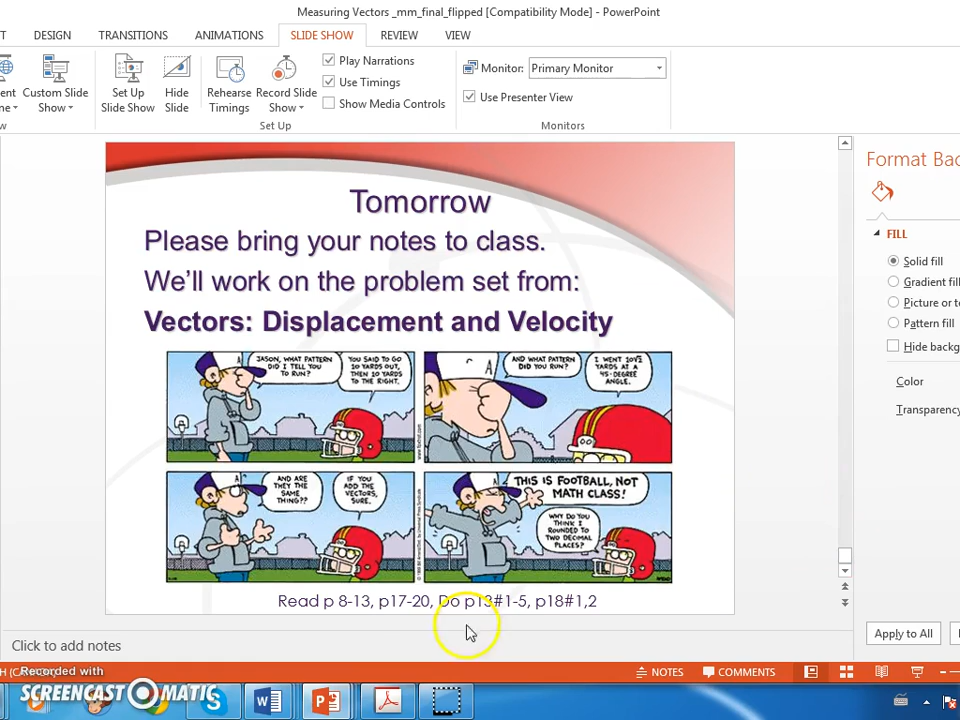 Measuring Vectors _mm_final_flipped [Compatibility Mode] - PowerPoint
DESIGN TRANSITIONS ANIMATIONS SLIDE SHOW REVIEW VIEW
Custom Slide Show
Set Up Slide Show
Hide Slide
Rehearse Timings
Record Slide Show
Play Narrations
Use Timings
Show Media Controls
Set Up
Monitor: Primary Monitor
Use Presenter View
Monitors
Tomorrow
Please bring your notes to class.
We'll work on the problem set from:
Vectors: Displacement and Velocity
JASON, WHAT PATTERN
DID I TELL YOU
TO RUN?
YOU SAID TO GO
10 YARDS OUT,
THEN 10 YARDS
TO THE RIGHT.
AND WHAT PATTERN
DID YOU RUN?
I WENT 10√2
YARDS AT A
45-DEGREE
ANGLE.
AND ARE
THEY THE
SAME
THING??
IF YOU
ADD THE
VECTORS,
SURE.
THIS IS FOOTBALL, NOT
MATH CLASS!
WHY DO YOU
THINK I
ROUNDED TO
TWO DECIMAL
PLACES?
Read p 8-13, p17-20, Do p13#1-5, p18#1,2
Click to add notes
Format Bac
FILL
Solid fill
Gradient fill
Picture or te
Pattern fill
Hide backg
Color
Transparency
Apply to All
NOTES COMMENTS
Recorded with
SCREENCAST-O-MATIC